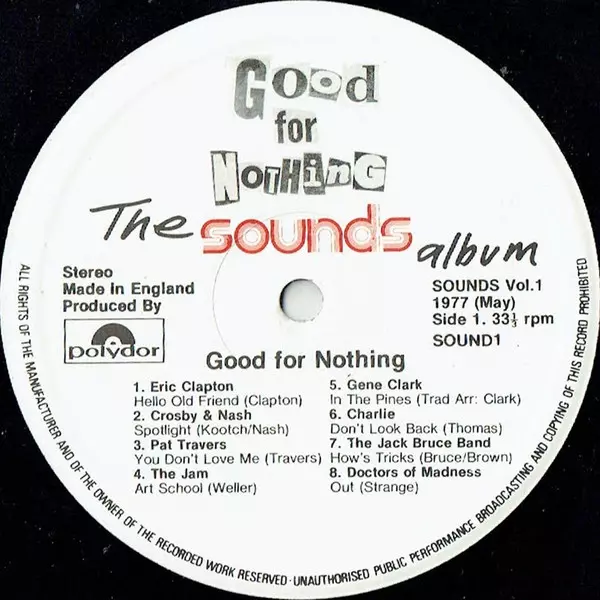 Good
for
NOTHinG
The sounds album
Stereo
Made in England
Produced By
polydor
SOUNDS Vol.1
1977 (May)
Side 1. 33⅓ rpm
SOUND1
Good for Nothing
1. Eric Clapton
Hello Old Friend (Clapton)
2. Crosby & Nash
Spotlight (Kootch/Nash)
3. Pat Travers
You Don't Love Me (Travers)
4. The Jam
Art School (Weller)
5. Gene Clark
In The Pines (Trad Arr: Clark)
6. Charlie
Don't Look Back (Thomas)
7. The Jack Bruce Band
How's Tricks (Bruce/Brown)
8. Doctors of Madness
Out (Strange)
ALL RIGHTS OF THE MANUFACTURER AND OF THE OWNER OF THE RECORDED WORK RESERVED · UNAUTHORISED PUBLIC PERFORMANCE BROADCASTING AND COPYING OF THIS RECORD PROHIBITED